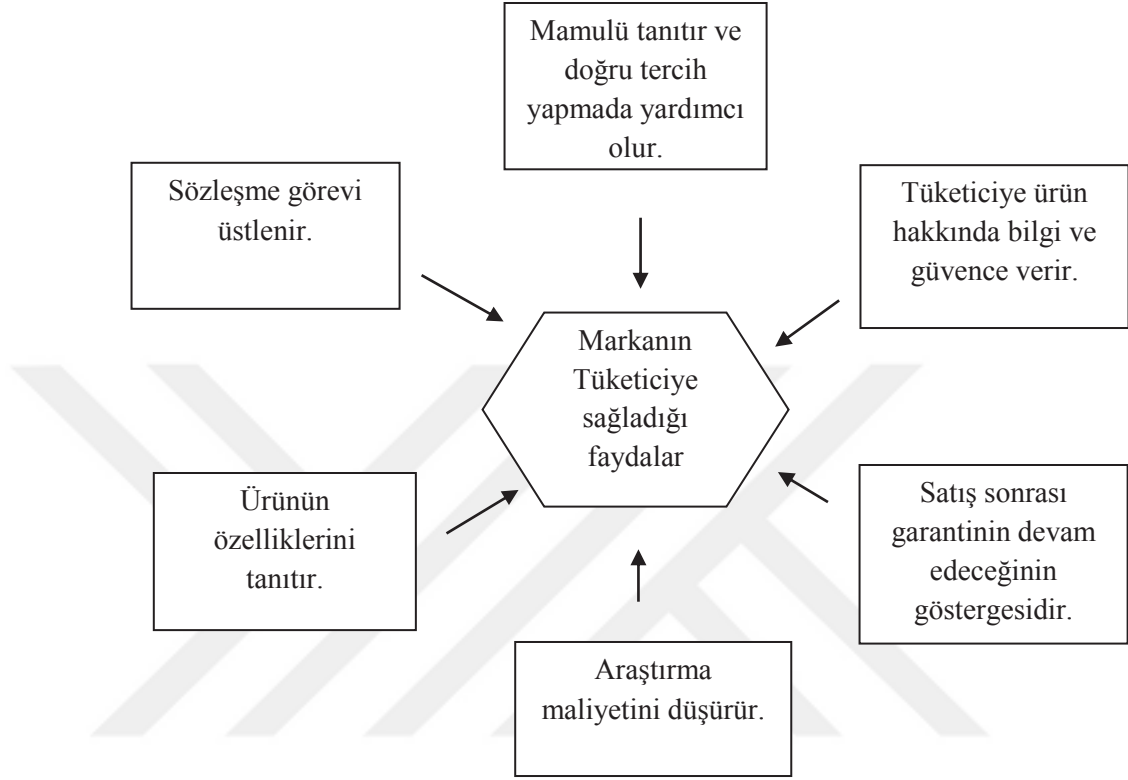 Mamulü tanıtır ve
doğru tercih
yapmada yardımcı
olur.
Sözleşme görevi
üstlenir.
Tüketiciye ürün
hakkında bilgi ve
güvence verir.
Markanın
Tüketiciye
sağladığı
faydalar
Ürünün
özelliklerini
tanıtır.
Satış sonrası
garantinin devam
edeceğinin
göstergesidir.
Araştırma
maliyetini düşürür.